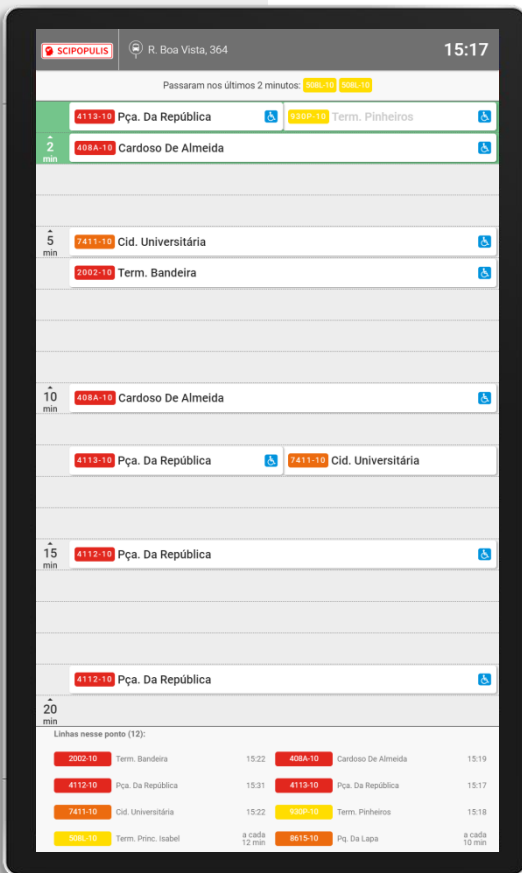 SCIPOPULIS R. Boa Vista, 364 15:17
Passaram nos últimos 2 minutos: 508L-10 508L-10
4113-10 Pça. Da República 930P-10 Term. Pinheiros
2 min 408A-10 Cardoso De Almeida
5 min 7411-10 Cid. Universitária
2002-10 Term. Bandeira
10 min 408A-10 Cardoso De Almeida
4113-10 Pça. Da República 7411-10 Cid. Universitária
15 min 4112-10 Pça. Da República
4112-10 Pça. Da República
20 min
Linhas nesse ponto (12):
2002-10 Term. Bandeira 15:22 408A-10 Cardoso De Almeida 15:19
4112-10 Pça. Da República 15:31 4113-10 Pça. Da República 15:17
7411-10 Cid. Universitária 15:22 930P-10 Term. Pinheiros 15:18
508L-10 Term. Princ. Isabel a cada 12 min 8615-10 Pq. Da Lapa a cada 10 min